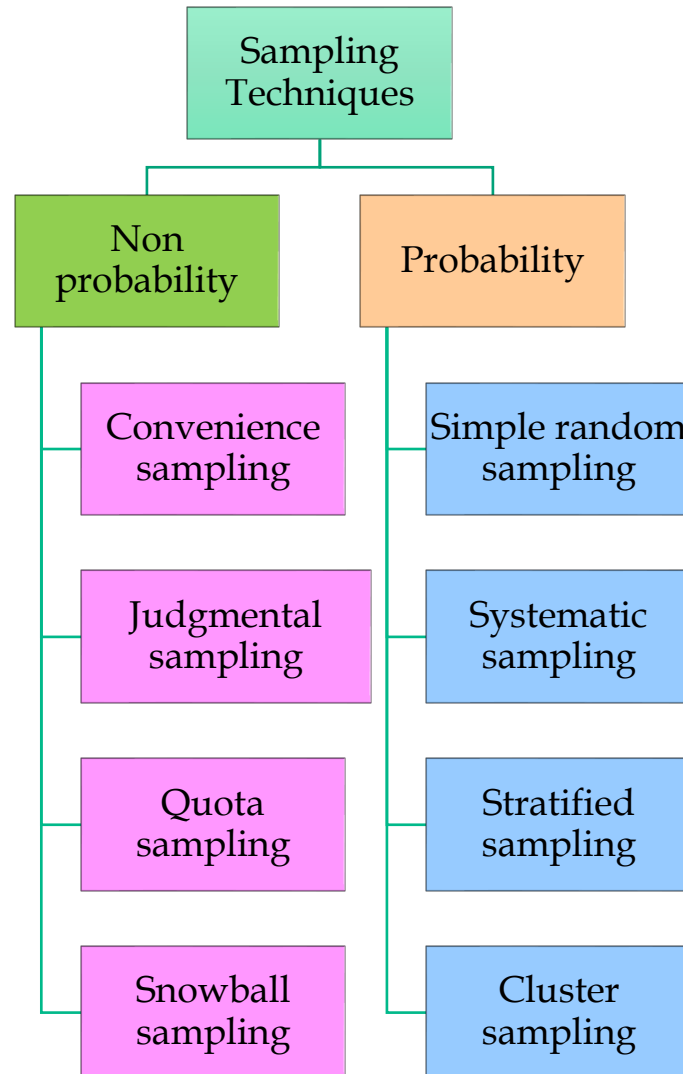 Sampling
Techniques
Non
probability
Convenience
sampling
Judgmental
sampling
Quota
sampling
Snowball
sampling
Probability
Simple random
sampling
Systematic
sampling
Stratified
sampling
Cluster
sampling